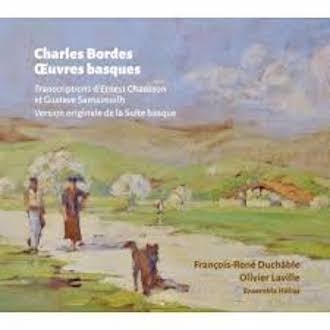 Charles Bordes
Œuvres basques
Transcriptions d'Ernest Chausson
et Gustave Samazeuilh
Version originale de la Suite basque
François-René Duchâble
Olivier Laville
Ensemble Hélios